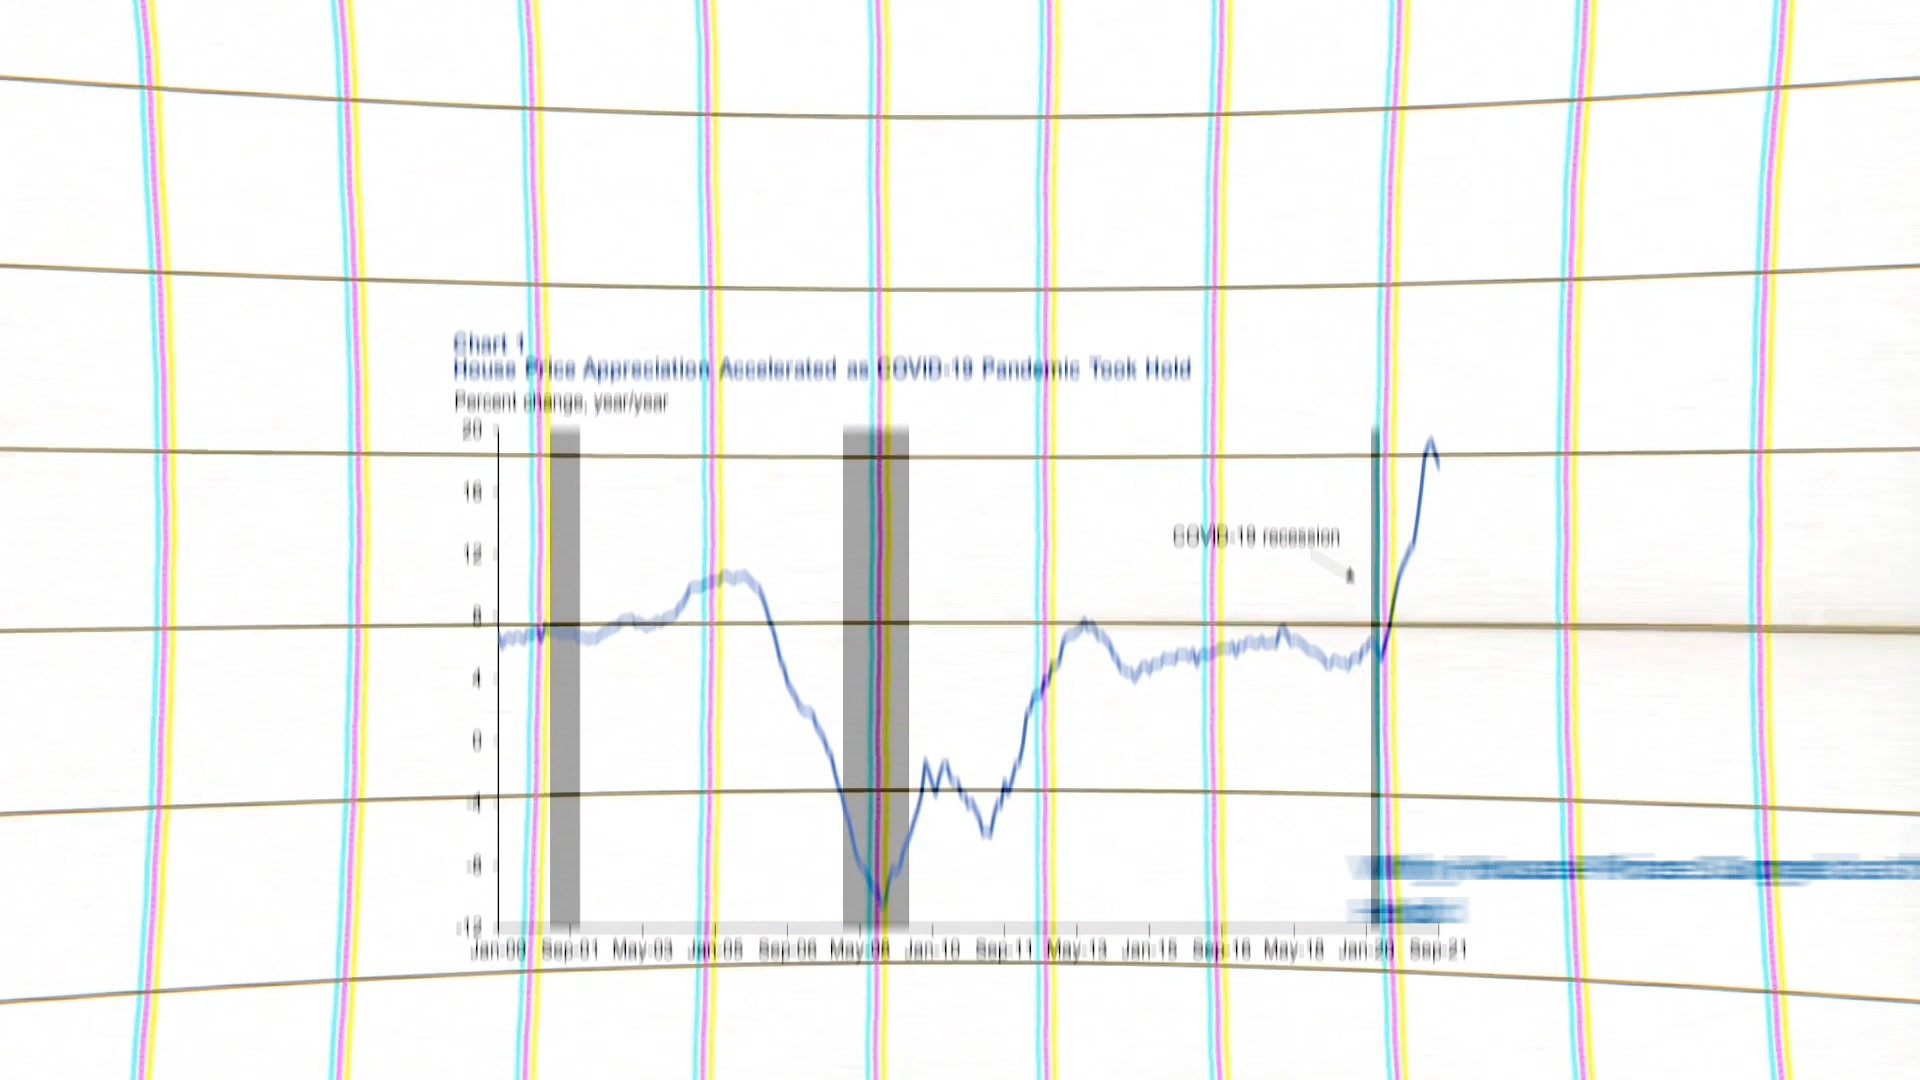 Chart 1
House Price Appreciation Accelerated as COVID-19 Pandemic Took Hold
Percent change, year/year
20
16
12
8
4
0
-4
-8
-12
COVID-19 recession
Jan-00 Sep-01 May-03 Jan-05 Sep-06 May-08 Jan-10 Sep-11 May-13 Jan-15 Sep-16 May-18 Jan-20 Sep-21